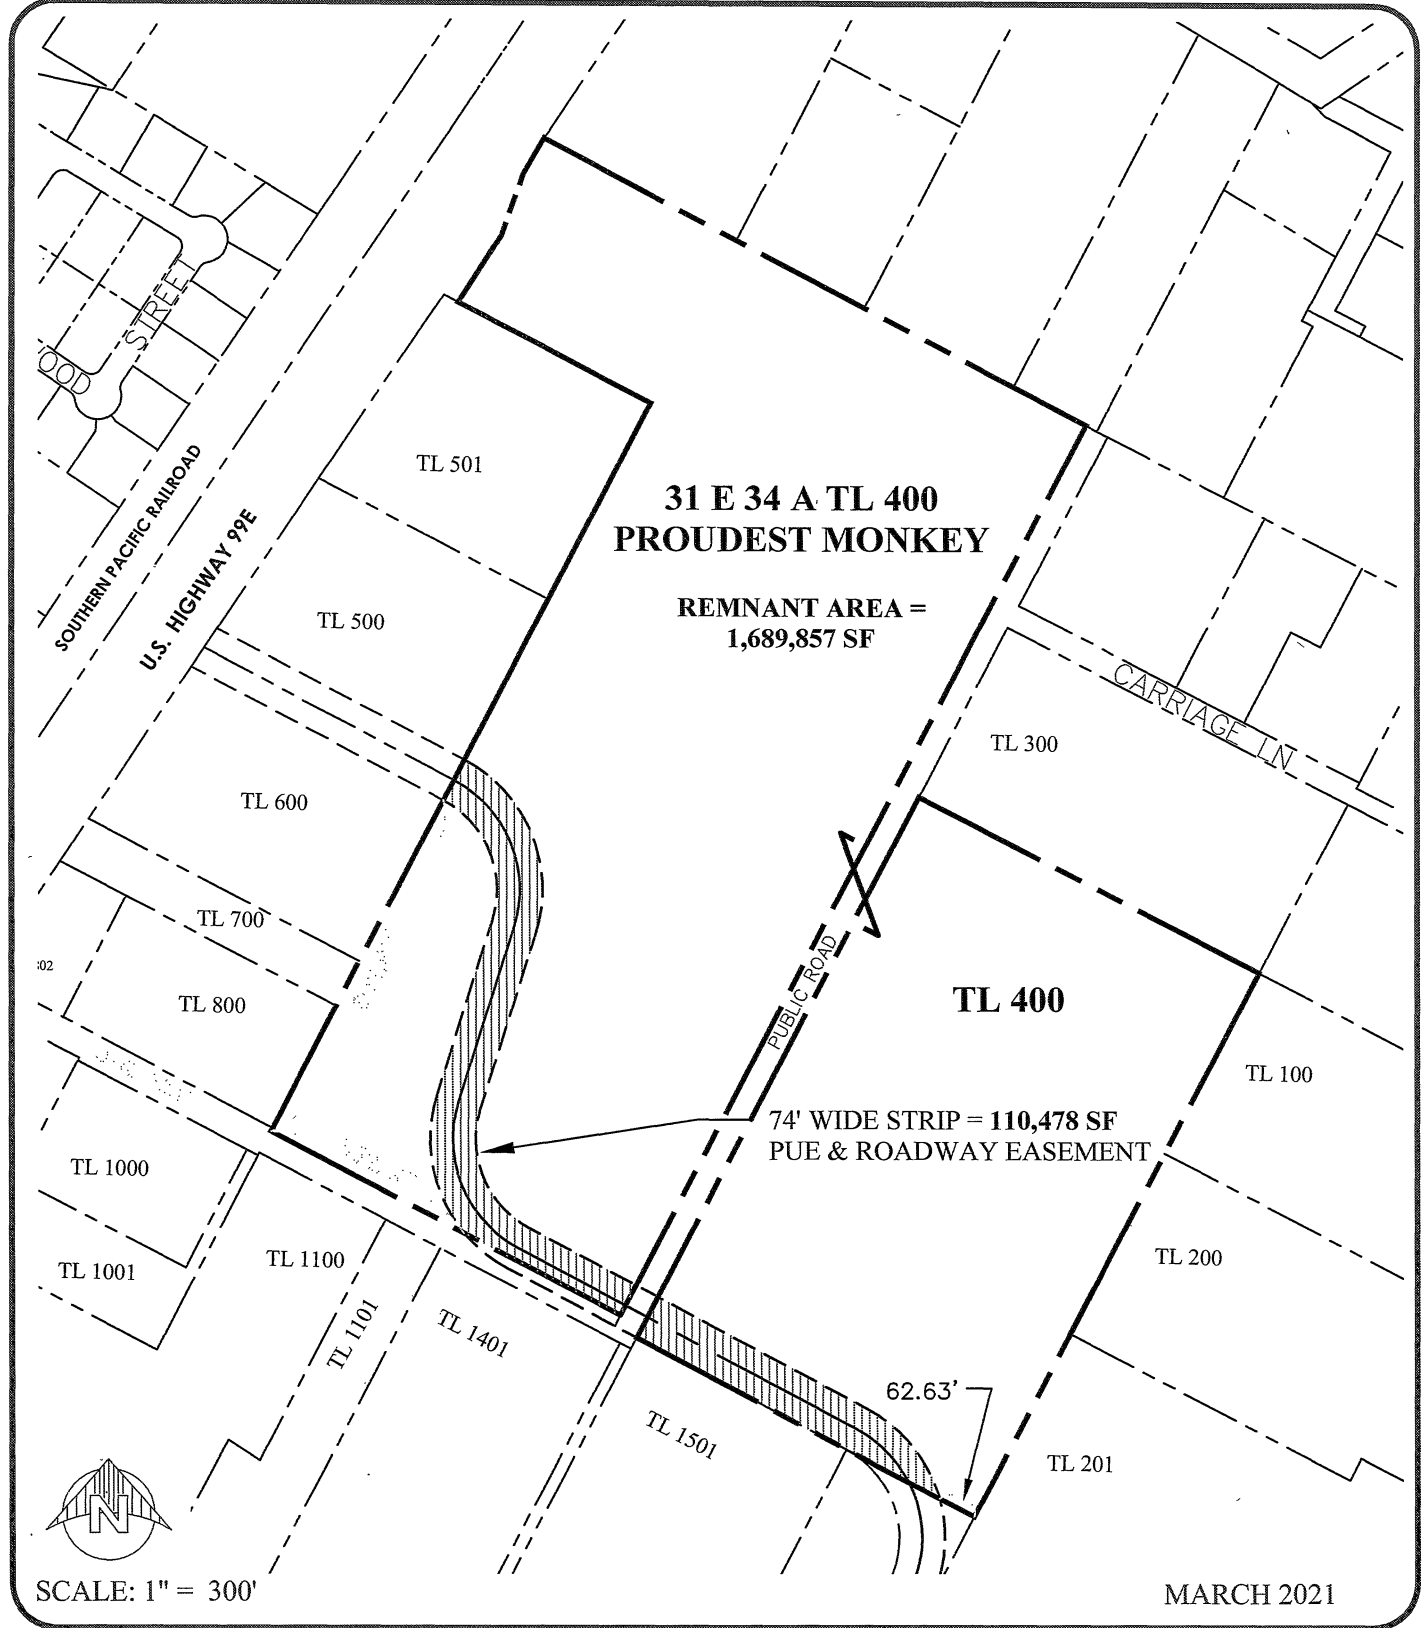 STREET
OOD
SOUTHERN PACIFIC RAILROAD
U.S. HIGHWAY 99E
TL 501
31 E 34 A TL 400
PROUDEST MONKEY
REMNANT AREA =
1,689,857 SF
TL 500
CARRIAGE LN
TL 300
TL 600
TL 700
TL 800
PUBLIC ROAD
TL 400
TL 100
74' WIDE STRIP = 110,478 SF
PUE & ROADWAY EASEMENT
TL 1000
TL 1001
TL 1100
TL 1101
TL 1401
TL 200
62.63'
TL 1501
TL 201
N
SCALE: 1" = 300'
MARCH 2021